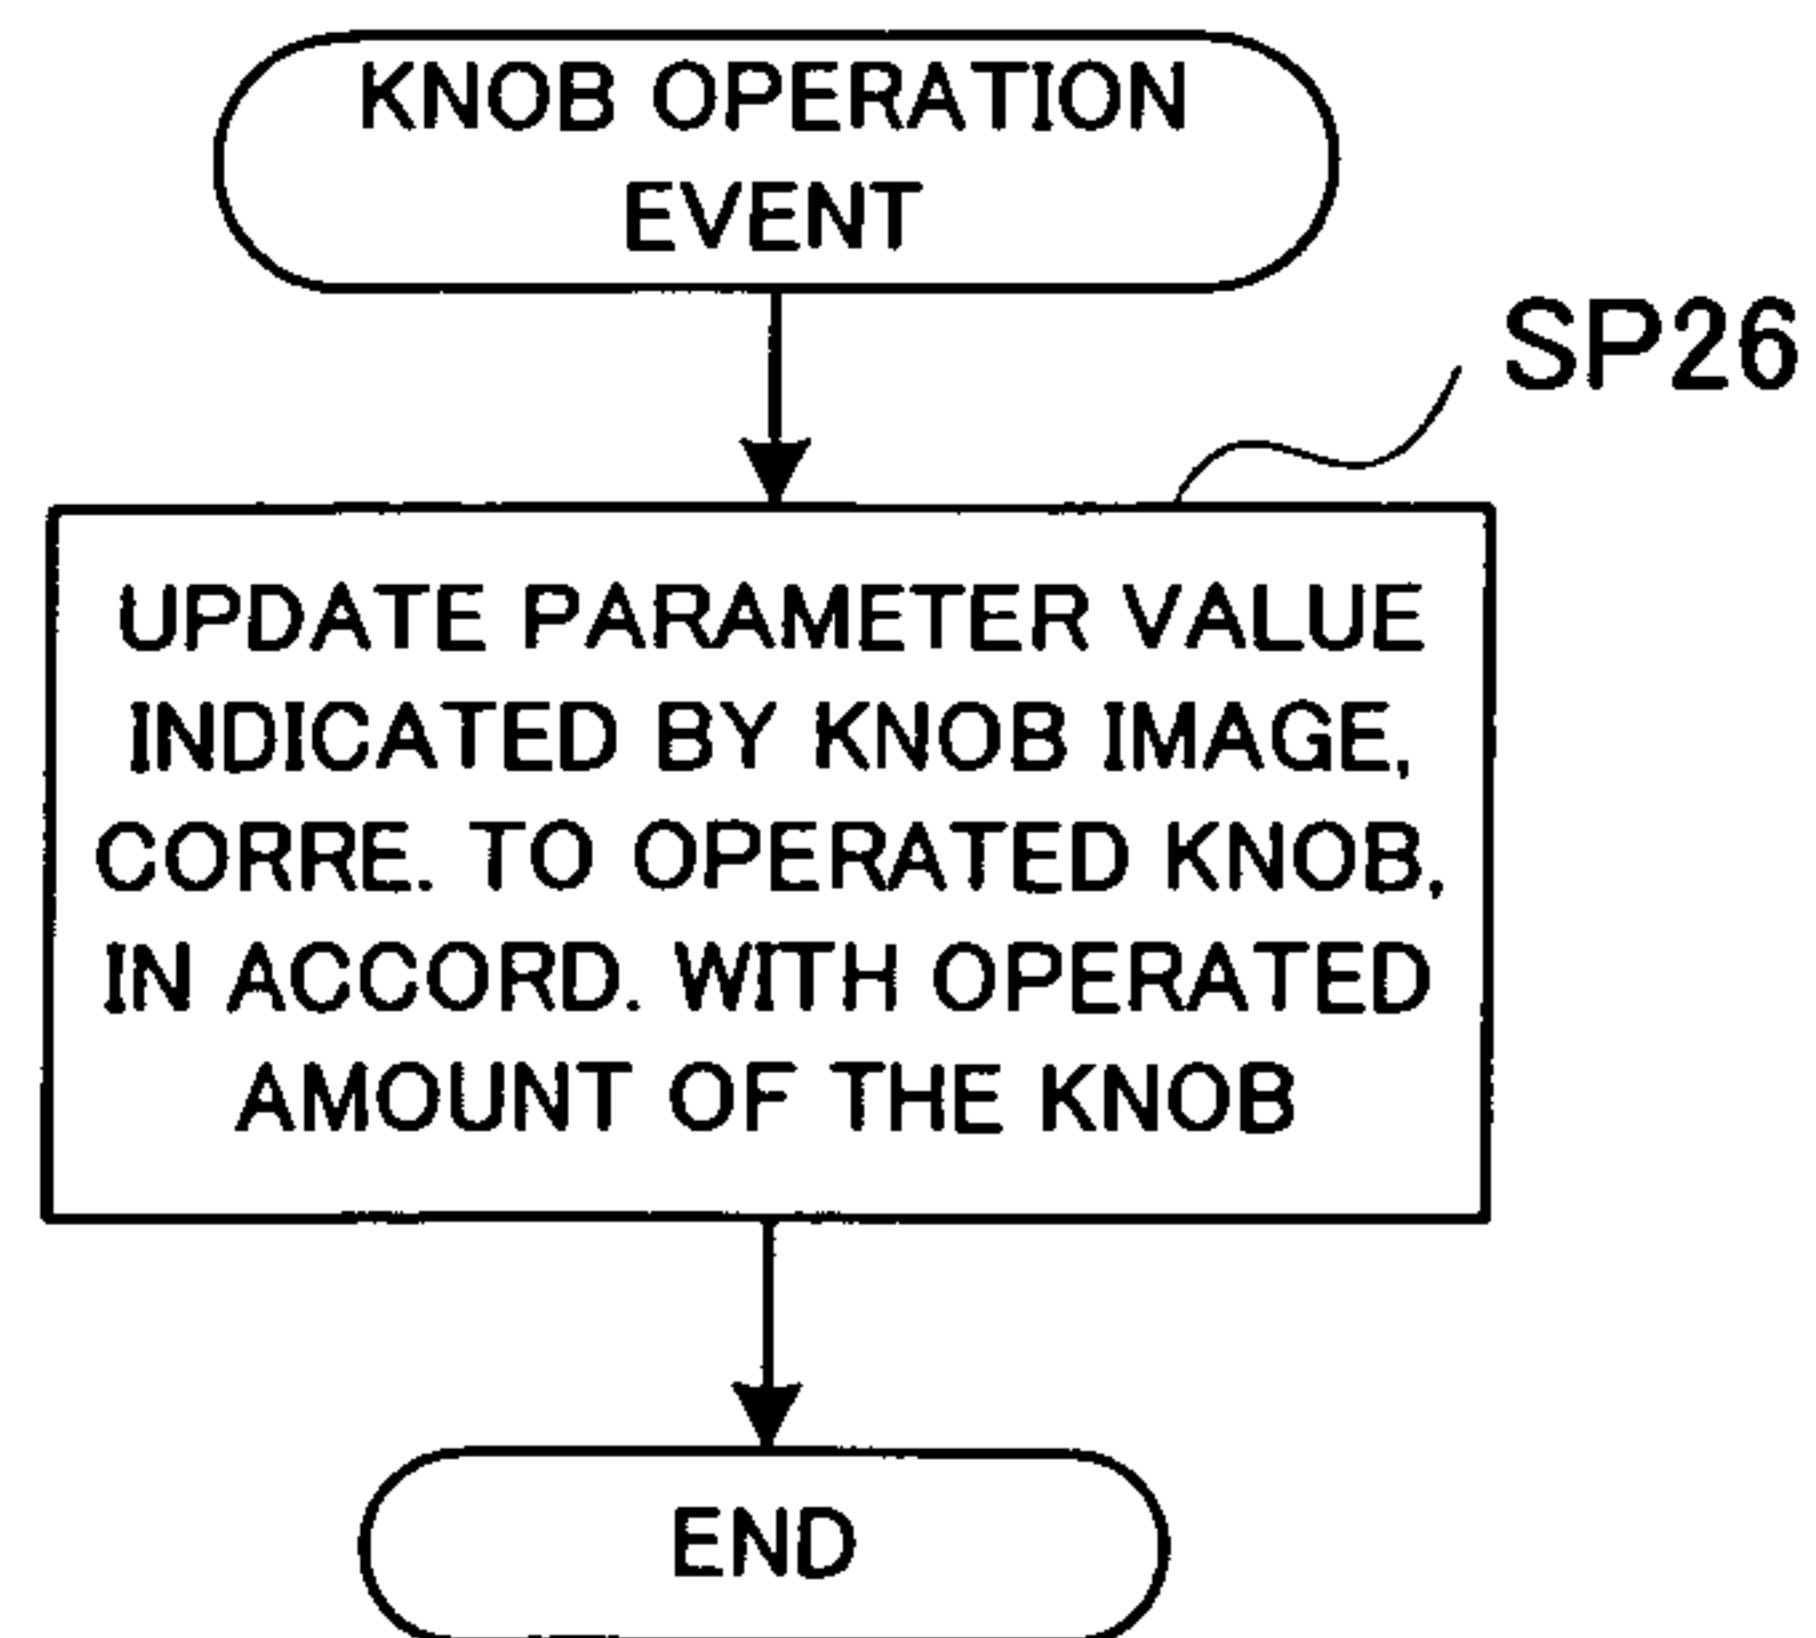 KNOB OPERATION
EVENT
SP26
UPDATE PARAMETER VALUE
INDICATED BY KNOB IMAGE,
CORRE. TO OPERATED KNOB,
IN ACCORD. WITH OPERATED
AMOUNT OF THE KNOB
END